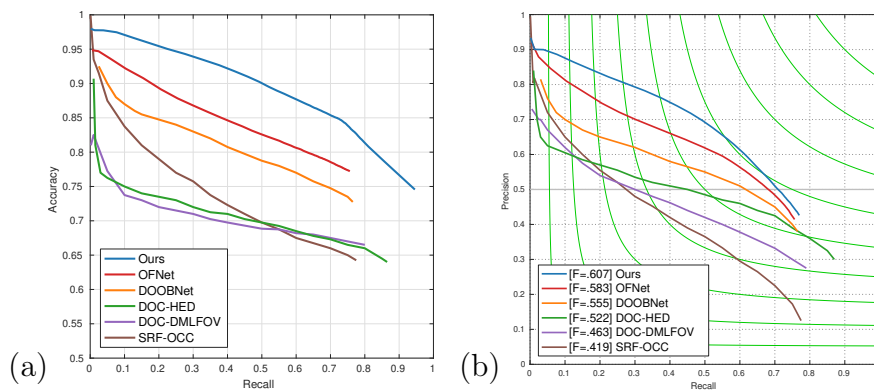 (a)
Accuracy
1
0.95
0.9
0.85
0.8
0.75
0.7
0.65
0.6
0.55
0.5
0 0.1 0.2 0.3 0.4 0.5 0.6 0.7 0.8 0.9 1
Recall
Ours
OFNet
DOOBNet
DOC-HED
DOC-DMLFOV
SRF-OCC
(b)
Precision
1
0.9
0.8
0.7
0.6
0.5
0.4
0.3
0.2
0.1
0
0 0.1 0.2 0.3 0.4 0.5 0.6 0.7 0.8 0.9
Recall
[F=.607] Ours
[F=.583] OFNet
[F=.555] DOOBNet
[F=.522] DOC-HED
[F=.463] DOC-DMLFOV
[F=.419] SRF-OCC